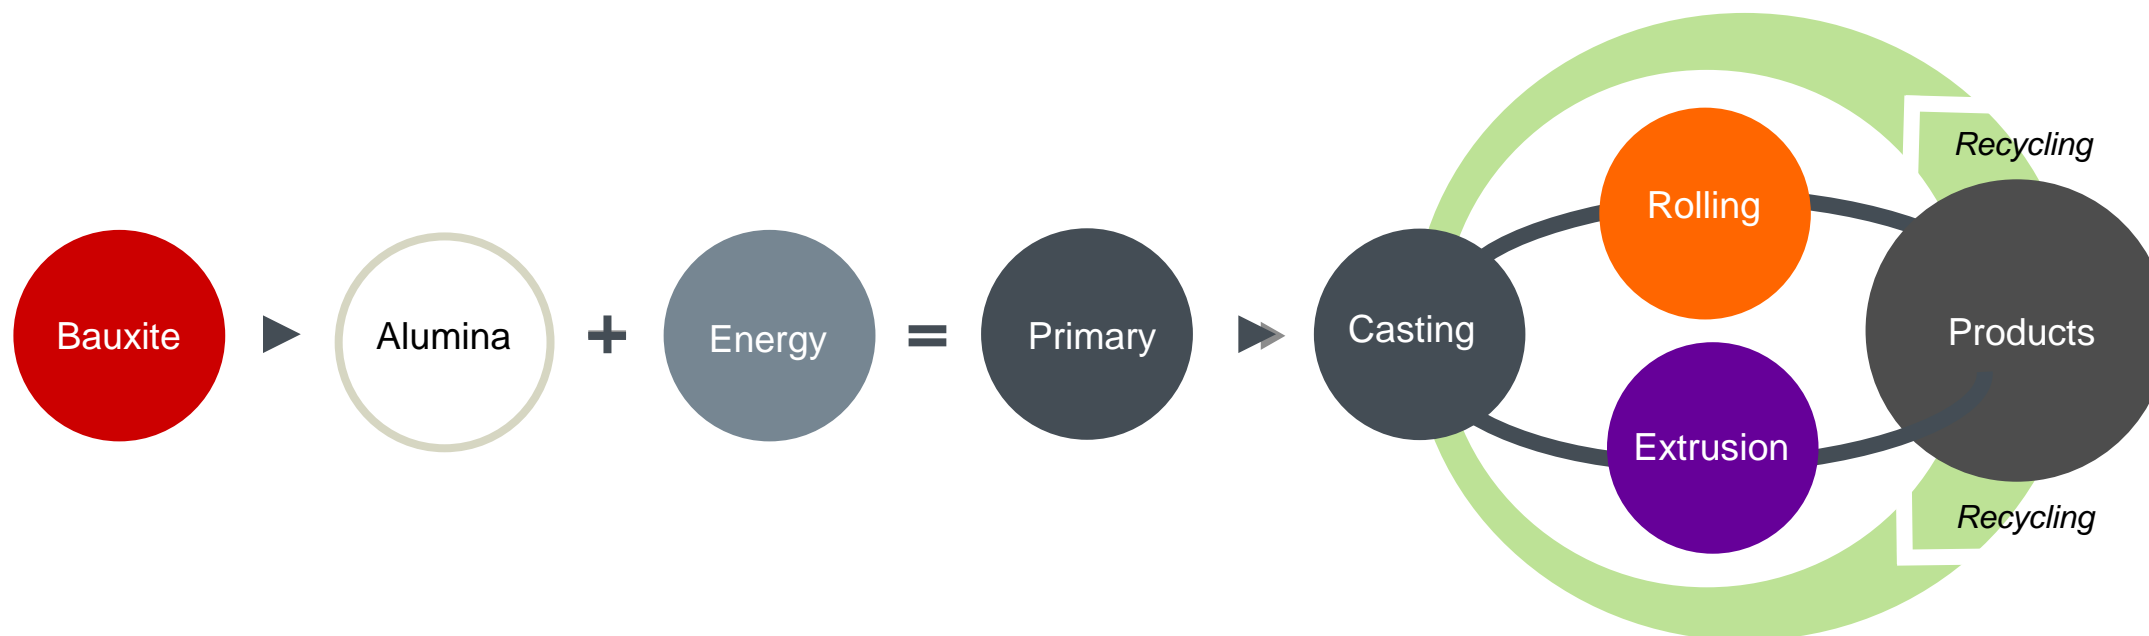 Bauxite
Alumina
+
Energy
=
Primary
Casting
Rolling
Extrusion
Products
Recycling
Recycling